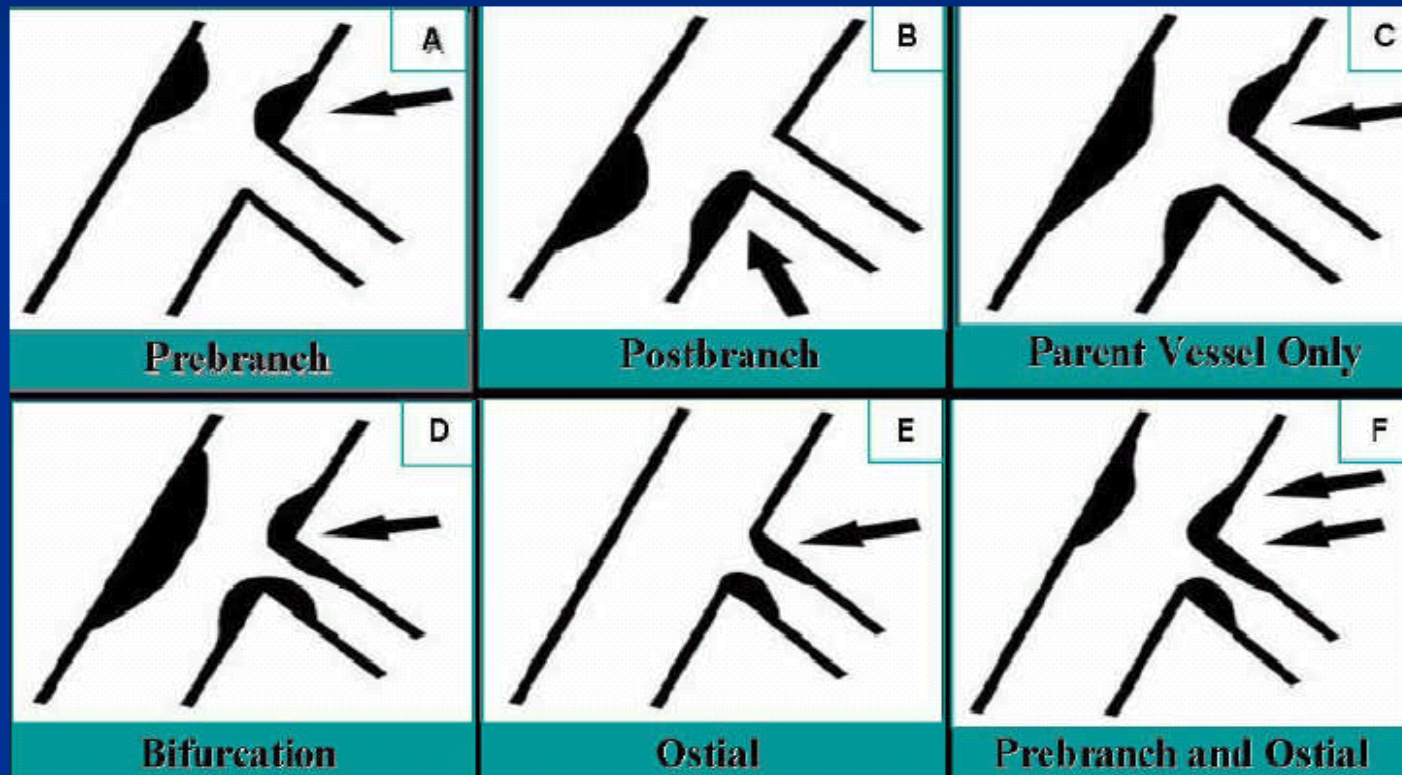 A
B
C
Prebranch
Postbranch
Parent Vessel Only
D
E
F
Bifurcation
Ostial
Prebranch and Ostial